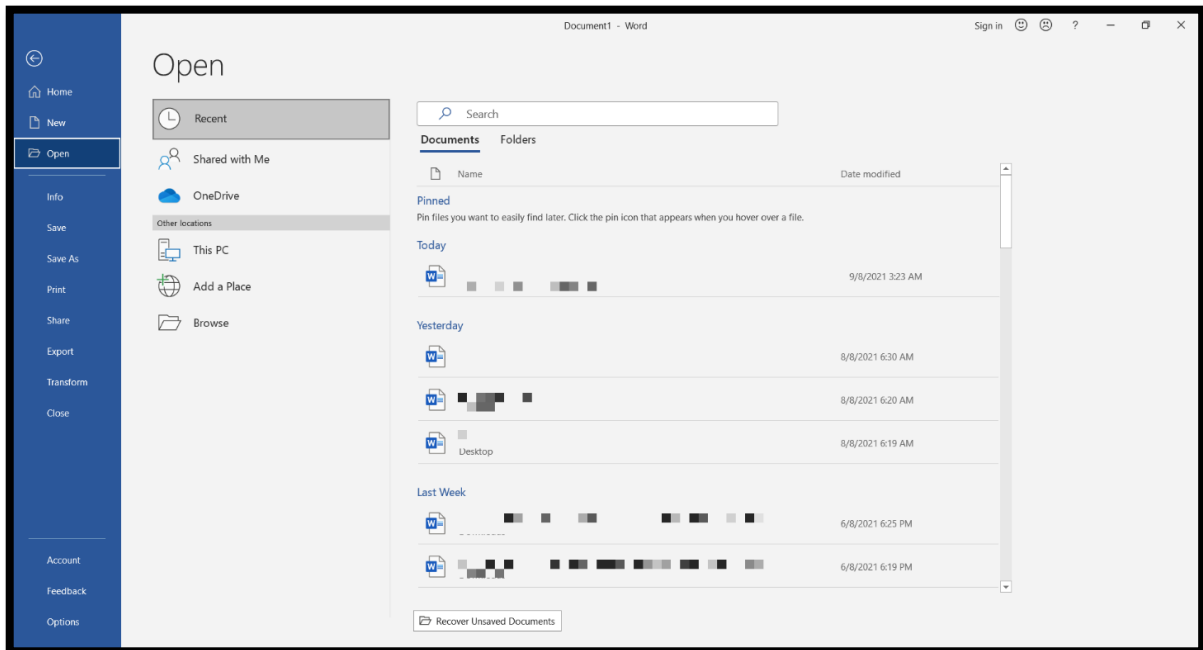 Document1 - Word
Sign in
?
Open
Home
New
Open
Info
Save
Save As
Print
Share
Export
Transform
Close
Account
Feedback
Options
Recent
Shared with Me
OneDrive
Other locations
This PC
Add a Place
Browse
Search
Documents Folders
Name Date modified
Pinned
Pin files you want to easily find later. Click the pin icon that appears when you hover over a file.
Today
9/8/2021 3:23 AM
Yesterday
8/8/2021 6:30 AM
8/8/2021 6:20 AM
Desktop
8/8/2021 6:19 AM
Last Week
6/8/2021 6:25 PM
6/8/2021 6:19 PM
Recover Unsaved Documents